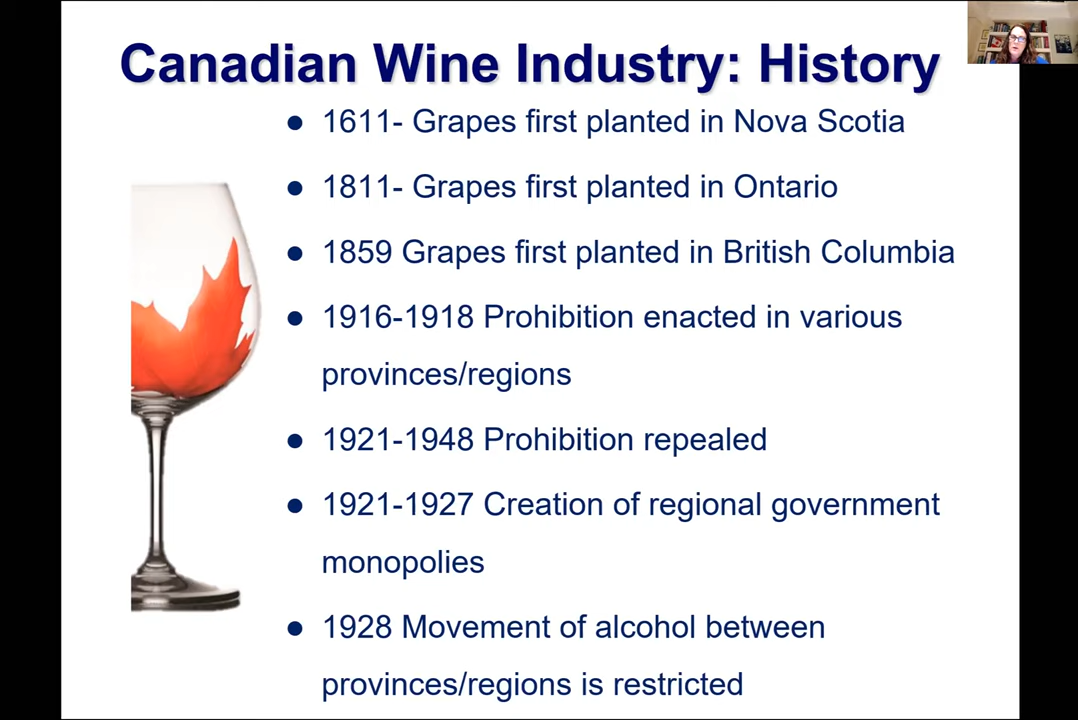 Canadian Wine Industry: History
● 1611- Grapes first planted in Nova Scotia
● 1811- Grapes first planted in Ontario
● 1859 Grapes first planted in British Columbia
● 1916-1918 Prohibition enacted in various
provinces/regions
● 1921-1948 Prohibition repealed
● 1921-1927 Creation of regional government
monopolies
● 1928 Movement of alcohol between
provinces/regions is restricted